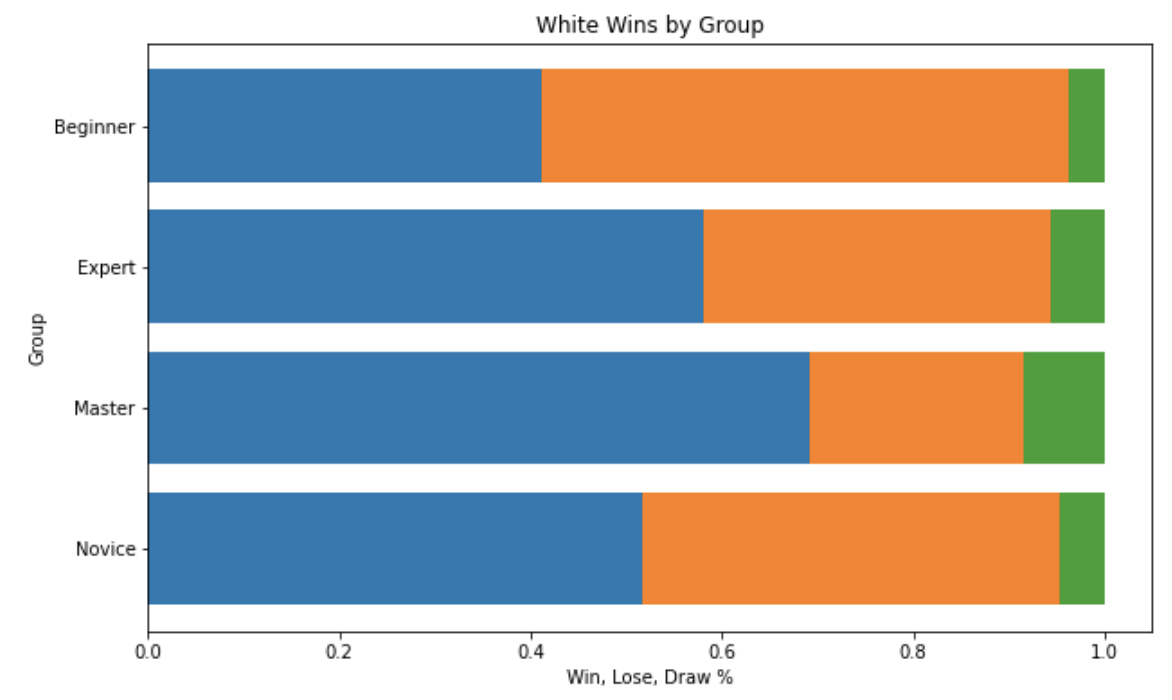 White Wins by Group
Beginner
Expert
Master
Novice
Group
0.0 0.2 0.4 0.6 0.8 1.0
Win, Lose, Draw %